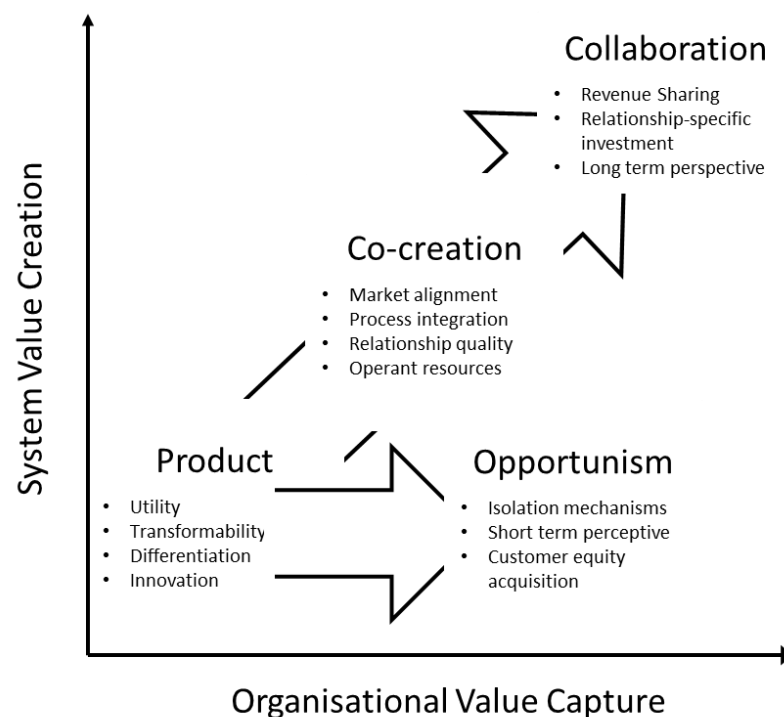 Collaboration
• Revenue Sharing
• Relationship-specific
investment
• Long term perspective
Co-creation
• Market alignment
• Process integration
• Relationship quality
• Operant resources
Product
• Utility
• Transformability
• Differentiation
• Innovation
Opportunism
• Isolation mechanisms
• Short term perceptive
• Customer equity
acquisition
System Value Creation
Organisational Value Capture